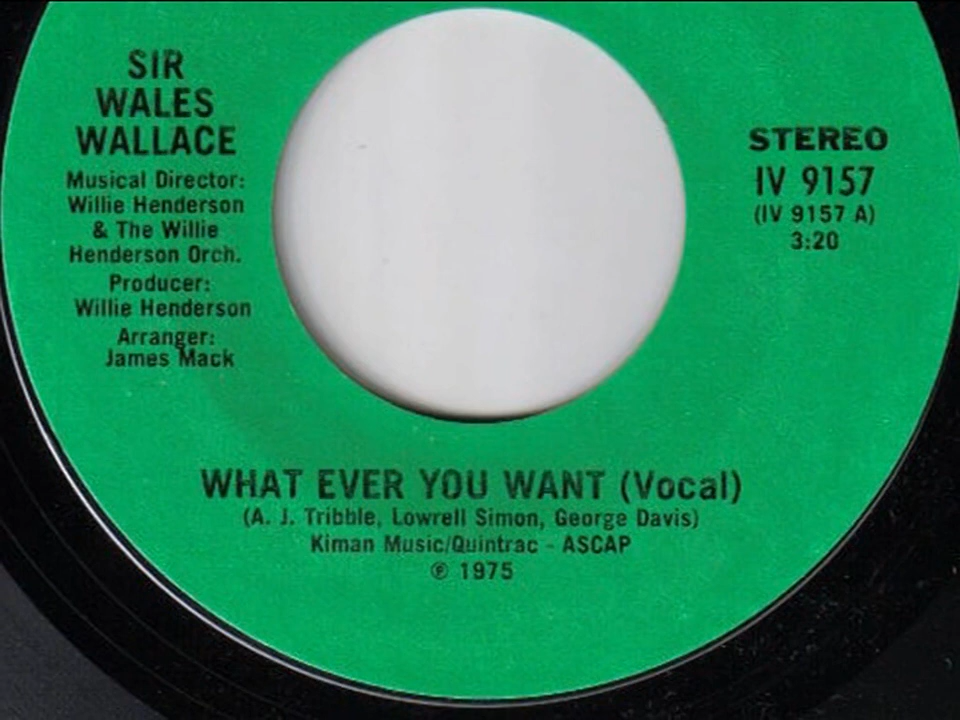 SIR
WALES
WALLACE
Musical Director:
Willie Henderson
& The Willie
Henderson Orch.
Producer:
Willie Henderson
Arranger:
James Mack
STEREO
IV 9157
(IV 9157 A)
3:20
WHAT EVER YOU WANT (Vocal)
(A. J. Tribble, Lowrell Simon, George Davis)
Kiman Music/Quintrac - ASCAP
℗ 1975